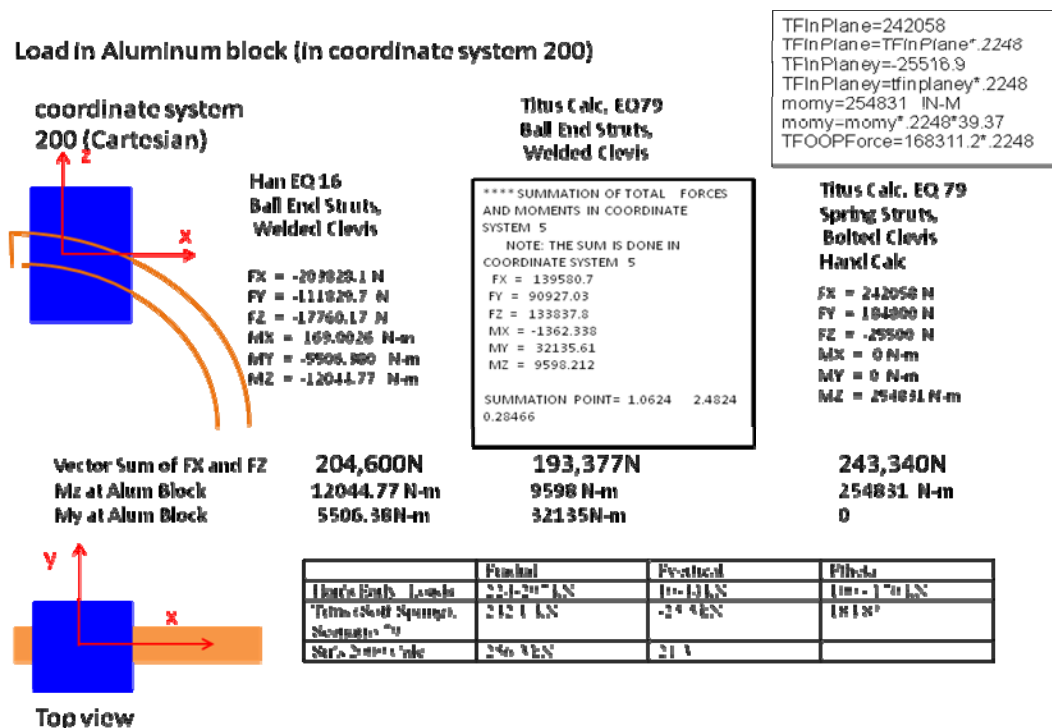 Load in Aluminum block (in coordinate system 200)
TFInPlane=242058
TFInPlane=TFInPlane*.2248
TFInPlaney=-25516.9
TFInPlaney=tfinplaney*.2248
momy=254831 IN-M
momy=momy*.2248*39.37
TFOOPForce=168311.2*.2248
coordinate system
200 (Cartesian)
z
x
Han EQ 16
Ball End Struts,
Welded Clevis
FX = -203828.1 N
FY = -111829.7 N
FZ = -17760.17 N
MX = 169.0026 N-m
MY = -5506.380 N-m
MZ = -12044.77 N-m
Titus Calc. EQ79
Ball End Struts,
Welded Clevis
**** SUMMATION OF TOTAL FORCES
AND MOMENTS IN COORDINATE
SYSTEM 5
NOTE: THE SUM IS DONE IN
COORDINATE SYSTEM 5
FX = 139580.7
FY = 90927.03
FZ = 133837.8
MX = -1362.338
MY = 32135.61
MZ = 9598.212
SUMMATION POINT= 1.0624 2.4824
0.28466
Titus Calc. EQ 79
Spring Struts,
Bolted Clevis
Hand Calc
FX = 242058 N
FY = 184800 N
FZ = -25500 N
MX = 0 N-m
MY = 0 N-m
MZ = 254831 N-m
Vector Sum of FX and FZ 204,600N 193,377N 243,340N
Mz at Alum Block 12044.77 N-m 9598 N-m 254831 N-m
My at Alum Block 5506.38N-m 32135N-m 0
y
x
Top view
Fradial Fvertical Ftheta
Loads